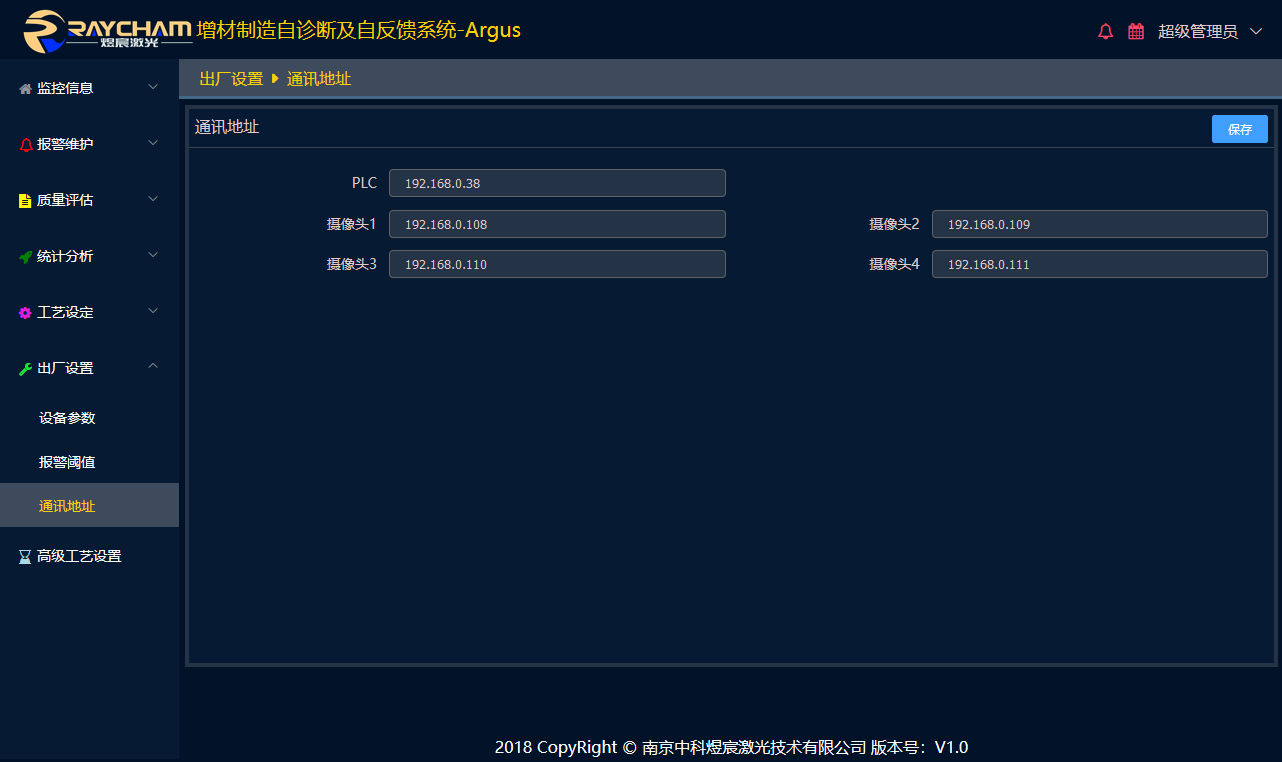 RAYCHAM
煜宸激光
增材制造自诊断及自反馈系统-Argus
超级管理员
监控信息
报警维护
质量评估
统计分析
工艺设定
出厂设置
设备参数
报警阈值
通讯地址
高级工艺设置
出厂设置 通讯地址
通讯地址 保存
PLC 192.168.0.38
摄像头1 192.168.0.108 摄像头2 192.168.0.109
摄像头3 192.168.0.110 摄像头4 192.168.0.111
2018 CopyRight © 南京中科煜宸激光技术有限公司 版本号：V1.0